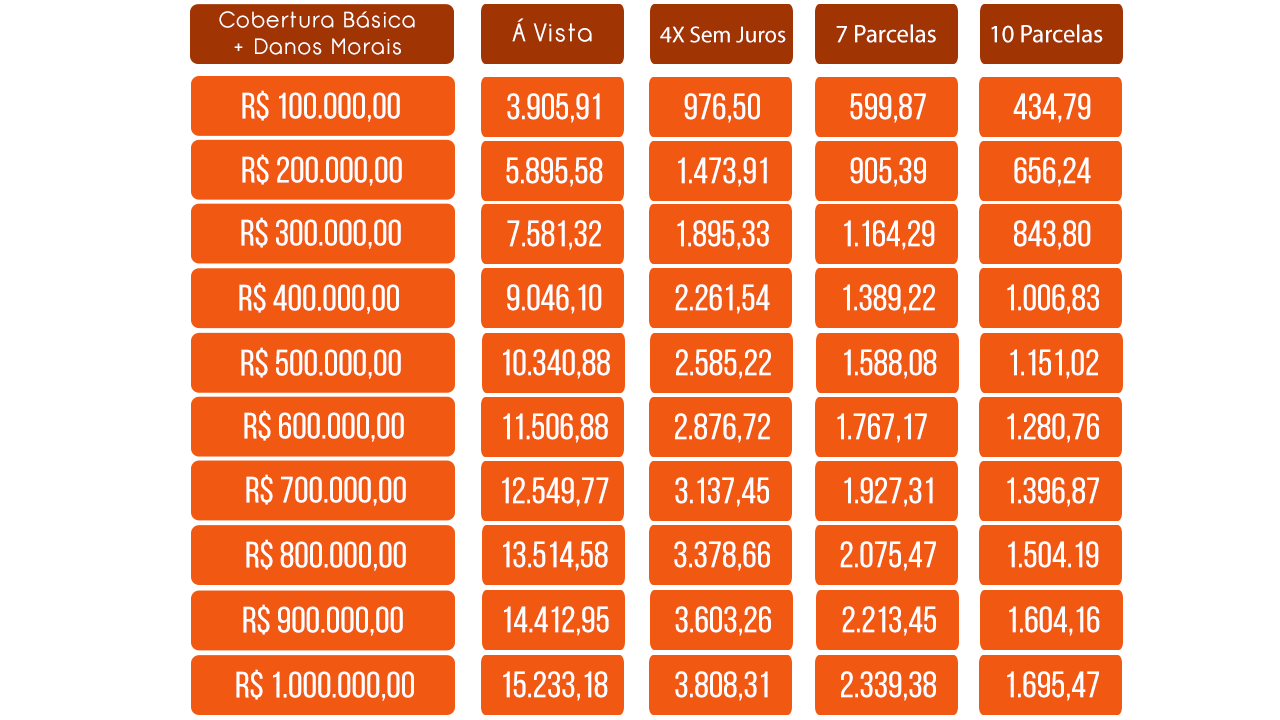 Cobertura Básica
+ Danos Morais
Á Vista
4X Sem Juros
7 Parcelas
10 Parcelas
R$ 100.000,00 3.905,91 976,50 599,87 434,79
R$ 200.000,00 5.895,58 1.473,91 905,39 656,24
R$ 300.000,00 7.581,32 1.895,33 1.164,29 843,80
R$ 400.000,00 9.046,10 2.261,54 1.389,22 1.006,83
R$ 500.000,00 10.340,88 2.585,22 1.588,08 1.151,02
R$ 600.000,00 11.506,88 2.876,72 1.767,17 1.280,76
R$ 700.000,00 12.549,77 3.137,45 1.927,31 1.396,87
R$ 800.000,00 13.514,58 3.378,66 2.075,47 1.504.19
R$ 900.000,00 14.412,95 3.603,26 2.213,45 1.604,16
R$ 1.000.000,00 15.233,18 3.808,31 2.339,38 1.695,47